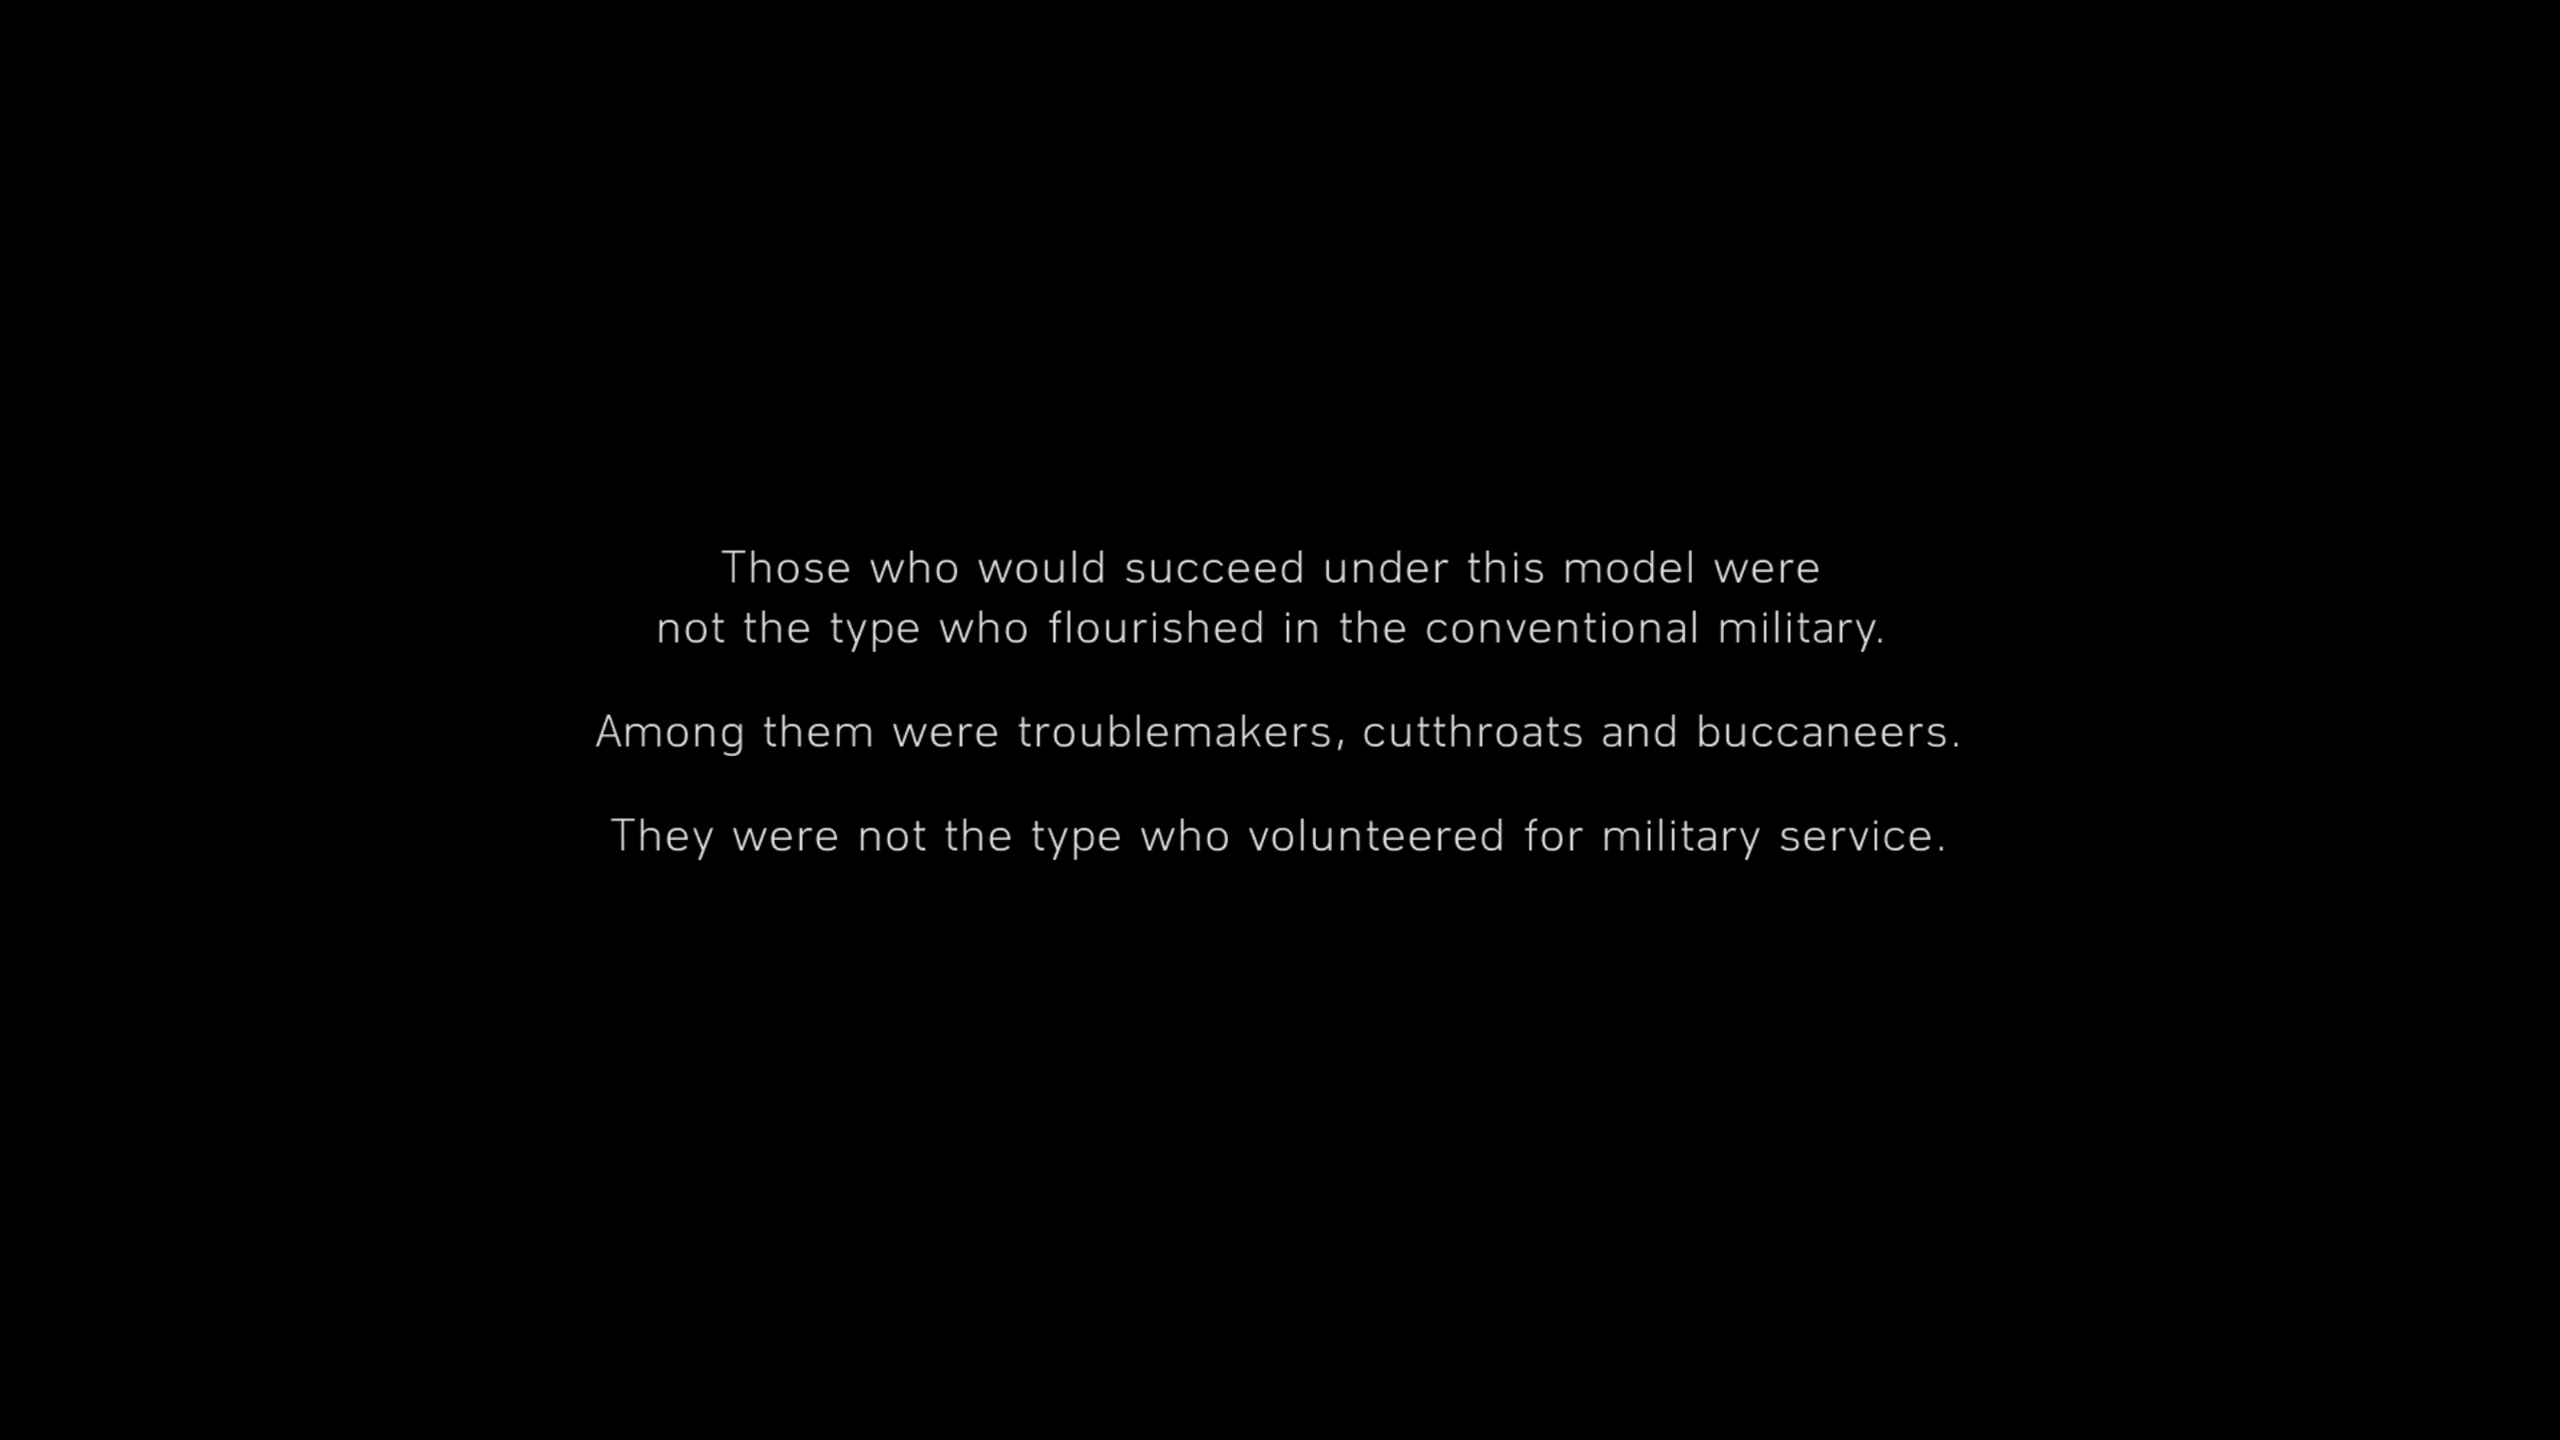 Those who would succeed under this model were
not the type who flourished in the conventional military.
Among them were troublemakers, cutthroats and buccaneers.
They were not the type who volunteered for military service.